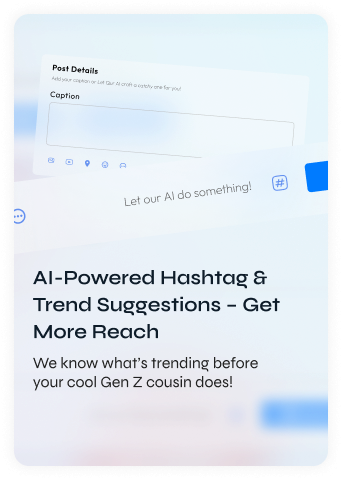 Post Details
Add your caption or Let Our AI craft a catchy one for you!
Caption
Let our AI do something!
AI-Powered Hashtag &
Trend Suggestions – Get
More Reach
We know what's trending before
your cool Gen Z cousin does!